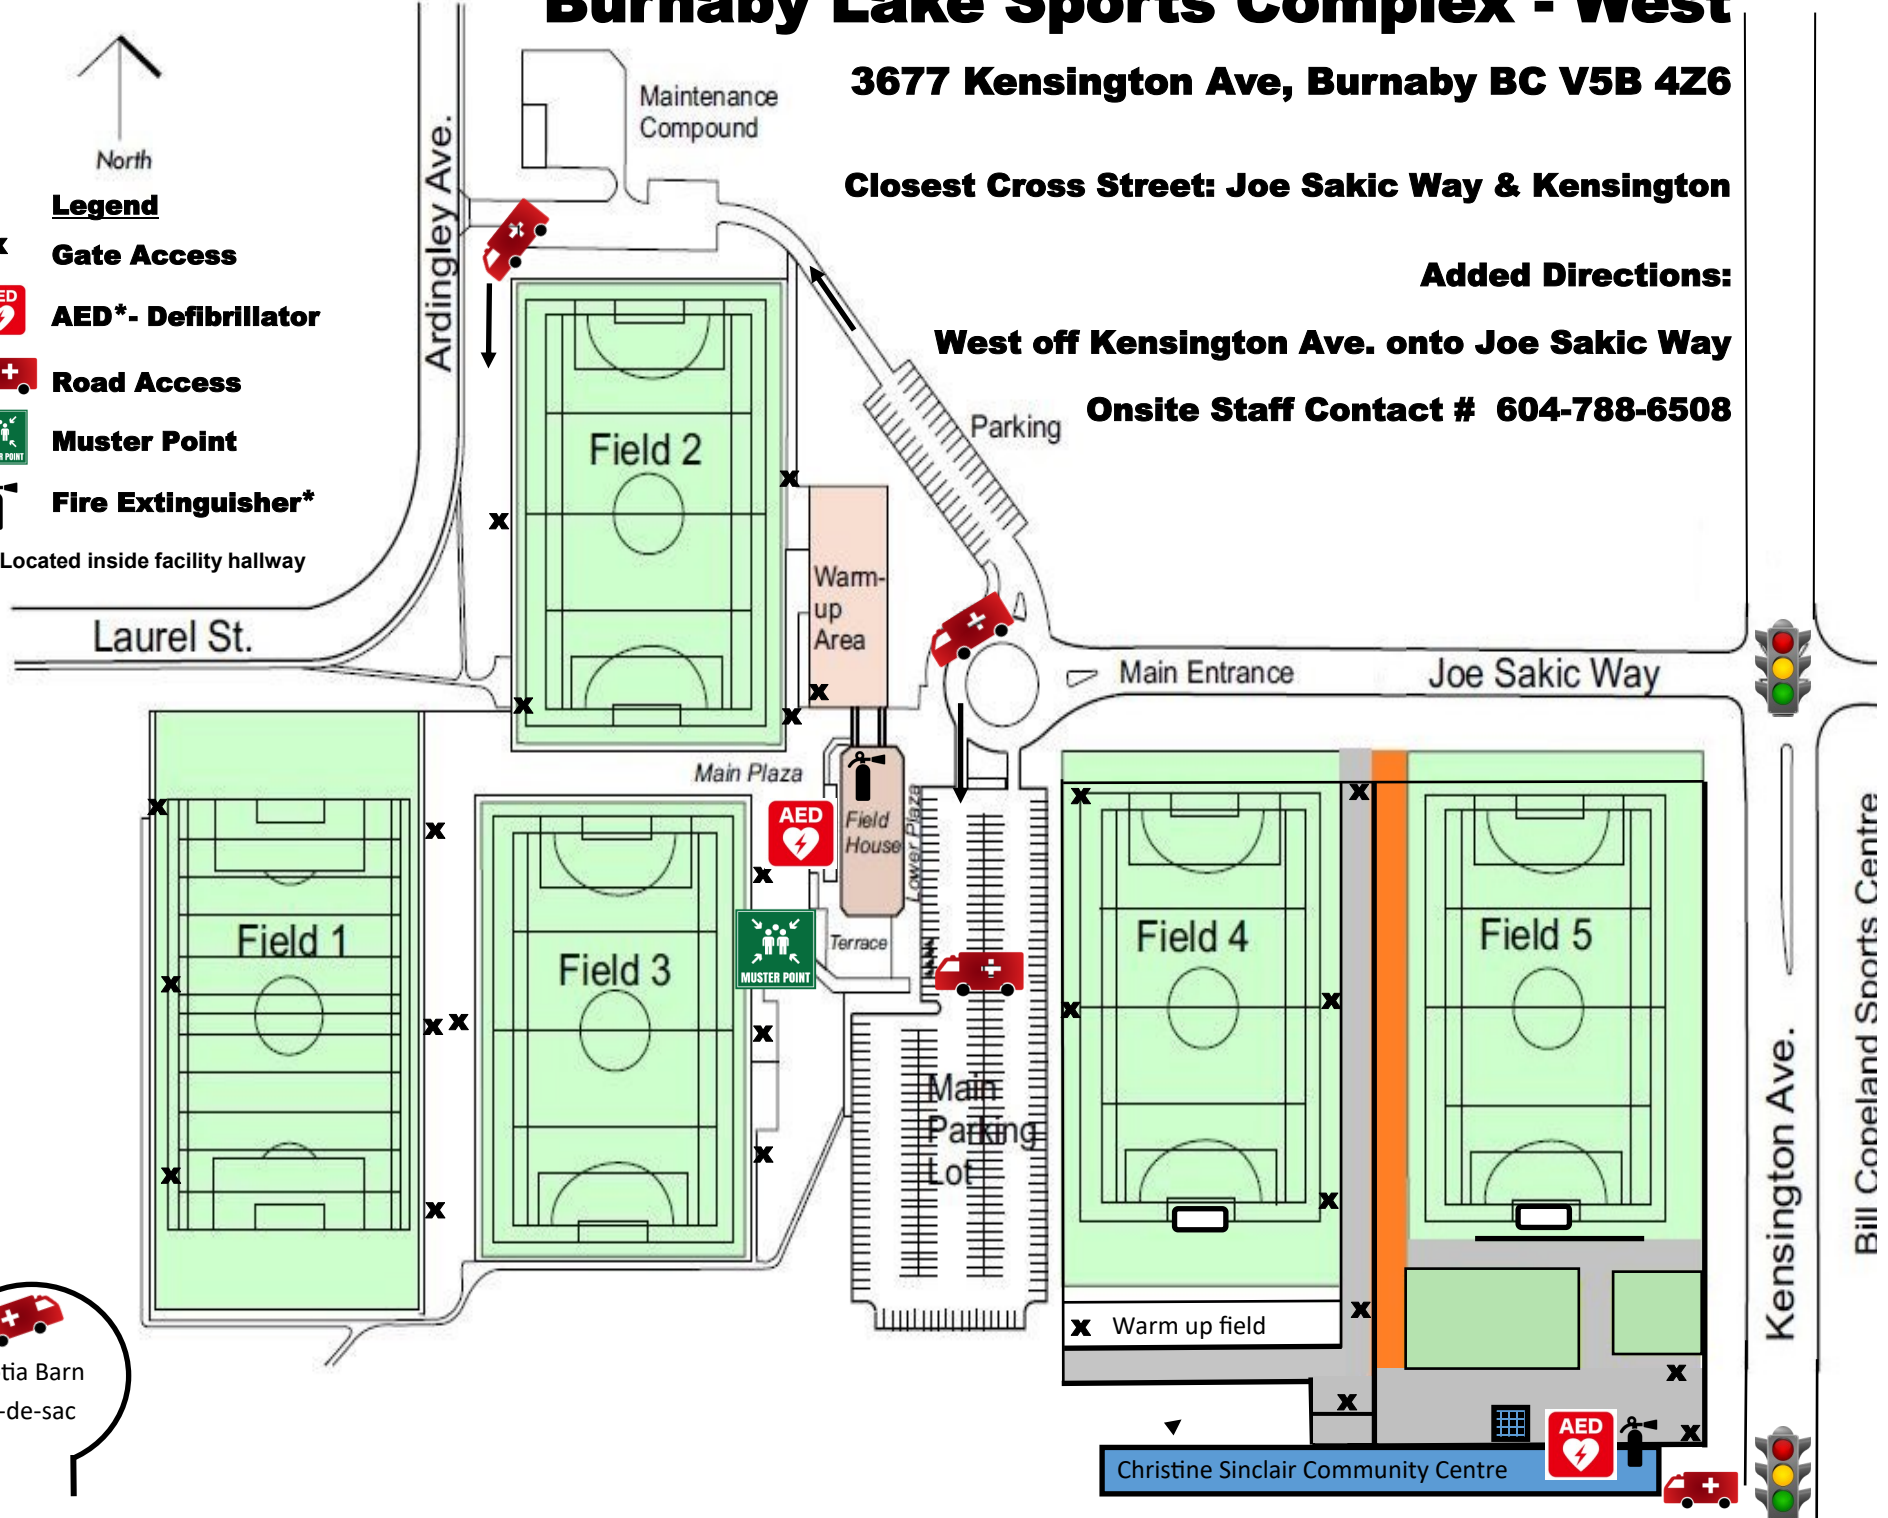 Burnaby Lake Sports Complex - West
3677 Kensington Ave, Burnaby BC V5B 4Z6
Closest Cross Street: Joe Sakic Way & Kensington
Added Directions:
West off Kensington Ave. onto Joe Sakic Way
Onsite Staff Contact # 604-788-6508
North
Legend
x
Gate Access
ED
AED*- Defibrillator
Road Access
R POINT
Muster Point
Fire Extinguisher*
Located inside facility hallway
Maintenance
Compound
Ardingley Ave.
Parking
Field 2
Warm-
up
Area
Laurel St.
Main Entrance
Joe Sakic Way
Main Plaza
AED
Field
House
Lower Plaza
MUSTER POINT
Terrace
Field 1
Field 3
Field 4
Field 5
Main
Parking
Lot
Kensington Ave.
Bill Copeland Sports Centre
Warm up field
tia Barn
-de-sac
AED
Christine Sinclair Community Centre